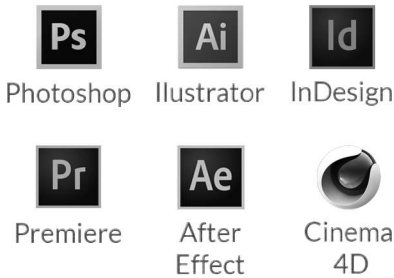 Ps Ai Id
Photoshop Ilustrator InDesign
Pr Ae
Premiere After Cinema
Effect 4D